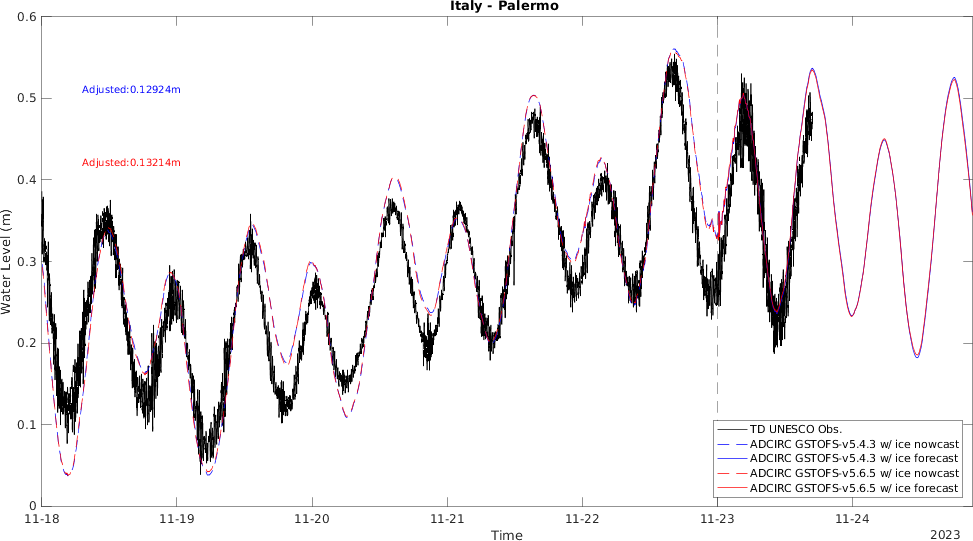 Italy - Palermo
Adjusted:0.12924m
Adjusted:0.13214m
Water Level (m)
0.6
0.5
0.4
0.3
0.2
0.1
0
11-18
11-19
11-20
11-21
11-22
11-23
11-24
Time
2023
TD UNESCO Obs.
ADCIRC GSTOFS-v5.4.3 w/ ice nowcast
ADCIRC GSTOFS-v5.4.3 w/ ice forecast
ADCIRC GSTOFS-v5.6.5 w/ ice nowcast
ADCIRC GSTOFS-v5.6.5 w/ ice forecast